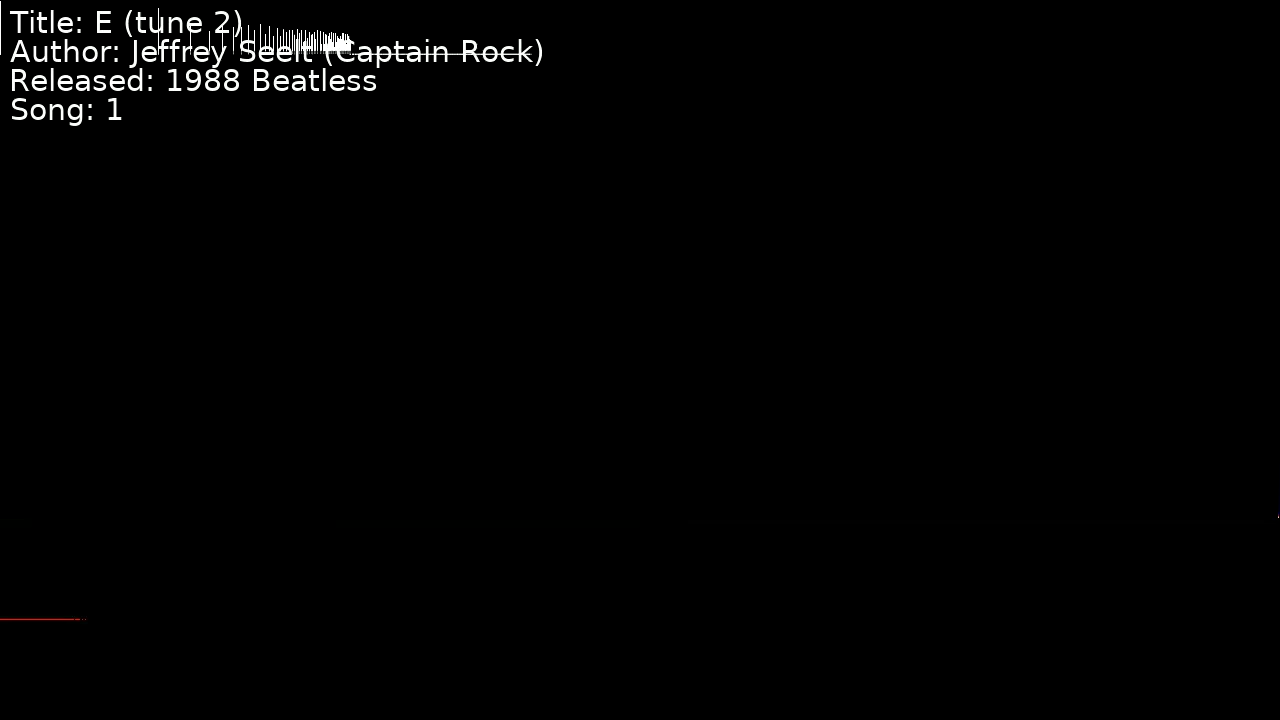 Title: E (tune 2)
Author: Jeffrey Seelt (Captain Rock)
Released: 1988 Beatless
Song: 1